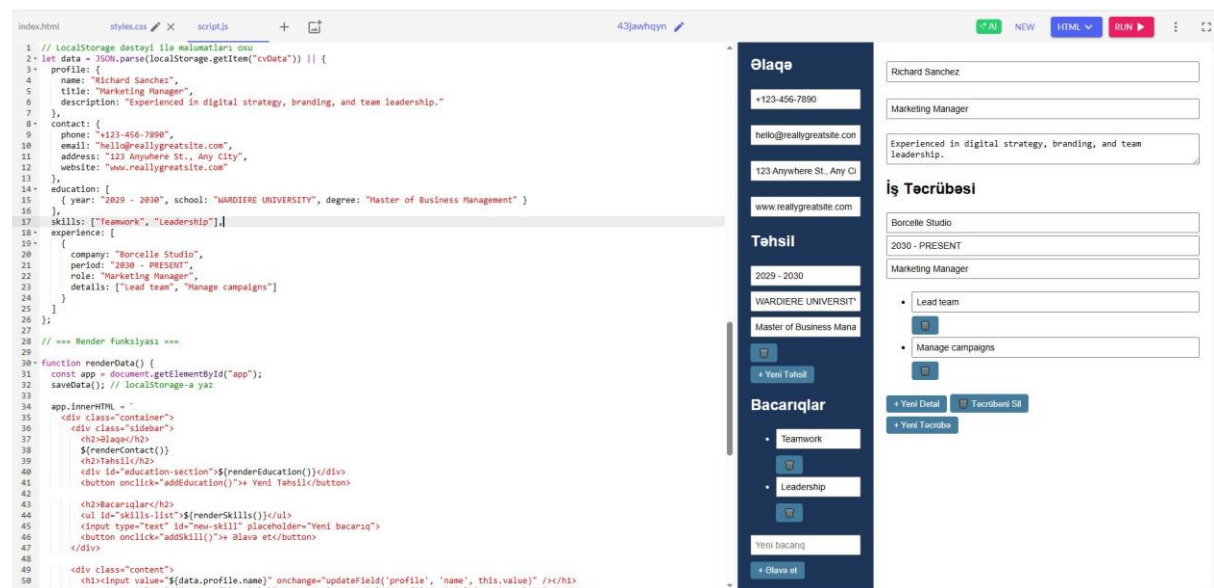 index.html styles.css script.js + 43jawhqyn AI NEW HTML RUN
1 // LocalStorage dəstəyi ilə məlumatları oxu
2 let data = JSON.parse(localStorage.getItem("cvData")) || {
3 profile: {
4 name: "Richard Sanchez",
5 title: "Marketing Manager",
6 description: "Experienced in digital strategy, branding, and team leadership."
7 },
8 contact: {
9 phone: "+123-456-7890",
10 email: "hello@reallygreatsite.com",
11 address: "123 Anywhere St., Any City",
12 website: "www.reallygreatsite.com"
13 },
14 education: [
15 { year: "2029 - 2030", school: "WARDIERE UNIVERSITY", degree: "Master of Business Management" }
16 ],
17 skills: ["Teamwork", "Leadership"],
18 experience: [
19 {
20 company: "Borcelle Studio",
21 period: "2030 - PRESENT",
22 role: "Marketing Manager",
23 details: ["Lead team", "Manage campaigns"]
24 }
25 ]
26 };
27
28 // === Render funksiyası ===
29
30 function renderData() {
31 const app = document.getElementById("app");
32 saveData(); // localStorage-a yaz
33
34 app.innerHTML = `
35 <div class="container">
36 <div class="sidebar">
37 <h2>Əlaqə</h2>
38 ${renderContact()}
39 <h2>Təhsil</h2>
40 <div id="education-section">${renderEducation()}</div>
41 <button onclick="addEducation()">+ Yeni Təhsil</button>
42
43 <h2>Bacarıqlar</h2>
44 <ul id="skills-list">${renderSkills()}</ul>
45 <input type="text" id="new-skill" placeholder="Yeni bacarıq">
46 <button onclick="addSkill()">+ Əlavə et</button>
47 </div>
48
49 <div class="content">
50 <h1><input value="${data.profile.name}" onchange="updateField('profile', 'name', this.value)" /></h1>
Əlaqə
+123-456-7890
hello@reallygreatsite.com
123 Anywhere St., Any Ci
www.reallygreatsite.com
Təhsil
2029 - 2030
WARDIERE UNIVERSITY
Master of Business Mana
+ Yeni Təhsil
Bacarıqlar
• Teamwork
• Leadership
Yeni bacarıq
+ Əlavə et
Richard Sanchez
Marketing Manager
Experienced in digital strategy, branding, and team
leadership.
İş Təcrübəsi
Borcelle Studio
2030 - PRESENT
Marketing Manager
• Lead team
• Manage campaigns
+ Yeni Detal Təcrübəni Sil
+ Yeni Təcrübə